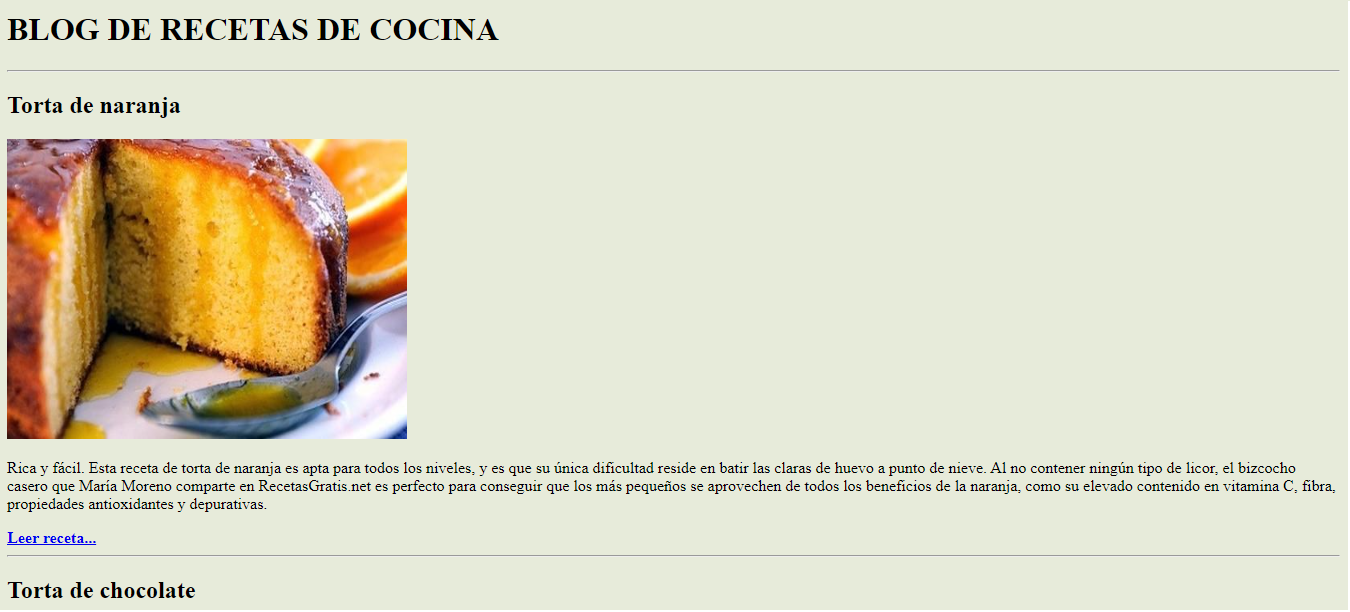 BLOG DE RECETAS DE COCINA
Torta de naranja
Rica y fácil. Esta receta de torta de naranja es apta para todos los niveles, y es que su única dificultad reside en batir las claras de huevo a punto de nieve. Al no contener ningún tipo de licor, el bizcocho
casero que María Moreno comparte en RecetasGratis.net es perfecto para conseguir que los más pequeños se aprovechen de todos los beneficios de la naranja, como su elevado contenido en vitamina C, fibra,
propiedades antioxidantes y depurativas.
Leer receta...
Torta de chocolate